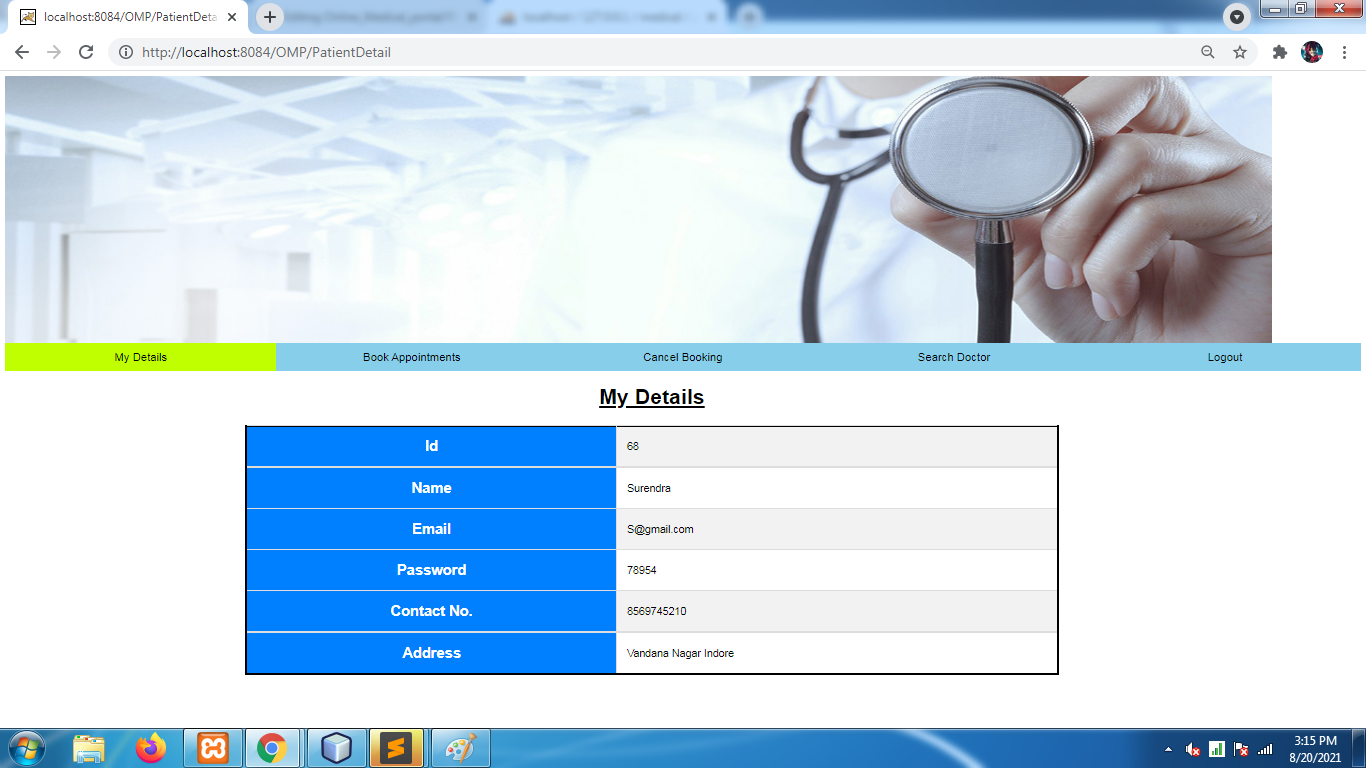 localhost:8084/OMP/PatientDeta
http://localhost:8084/OMP/PatientDetail
My Details
Book Appointments
Cancel Booking
Search Doctor
Logout
My Details
Id 68
Name Surendra
Email S@gmail.com
Password 78954
Contact No. 8569745210
Address Vandana Nagar Indore
3:15 PM
8/20/2021